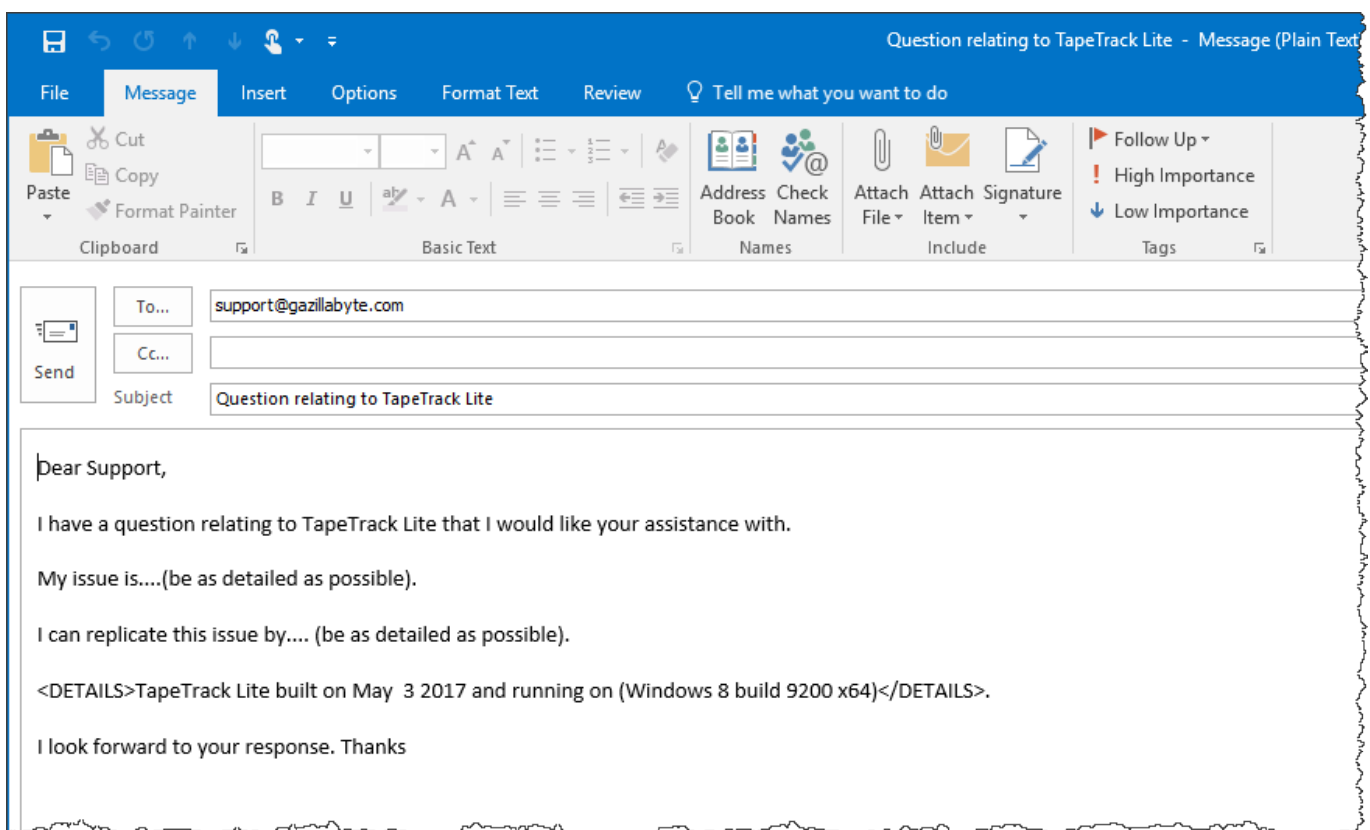 Question relating to TapeTrack Lite - Message (Plain Text
File Message Insert Options Format Text Review Tell me what you want to do
Paste
Cut
Copy
Format Painter
Clipboard
B I U A
Basic Text
Address Book
Check Names
Names
Attach File
Attach Item
Signature
Include
Follow Up
High Importance
Low Importance
Tags
Send
To... support@gazillabyte.com
Cc...
Subject Question relating to TapeTrack Lite
Dear Support,
I have a question relating to TapeTrack Lite that I would like your assistance with.
My issue is....(be as detailed as possible).
I can replicate this issue by.... (be as detailed as possible).
<DETAILS>TapeTrack Lite built on May  3 2017 and running on (Windows 8 build 9200 x64)</DETAILS>.
I look forward to your response. Thanks